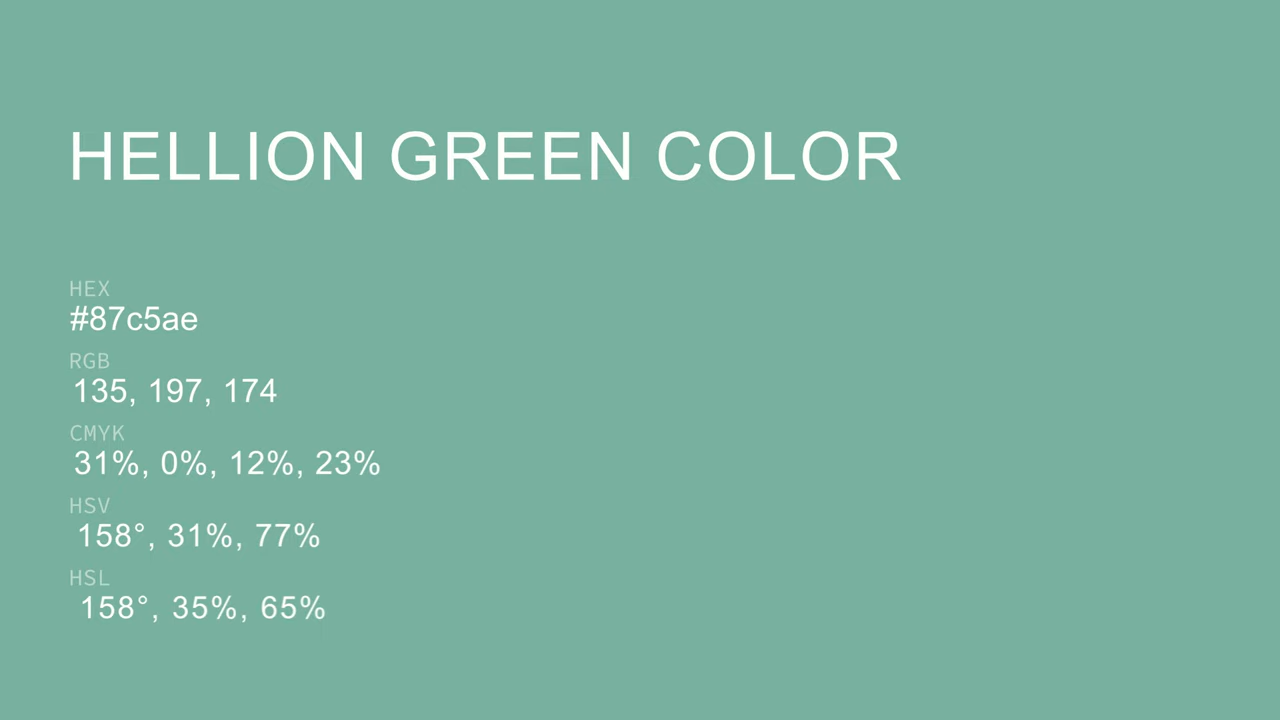 HELLION GREEN COLOR
HEX
#87c5ae
RGB
135, 197, 174
CMYK
31%, 0%, 12%, 23%
HSV
158°, 31%, 77%
HSL
158°, 35%, 65%